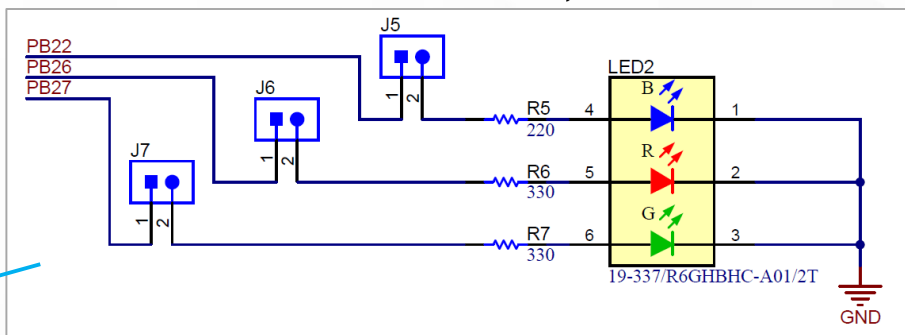 J5
PB22
PB26
PB27
LED2
J6
B
1
2
R5
4
1
220
J7
R
1
2
R6
5
2
330
G
1
2
R7
6
3
330
19-337/R6GHBHC-A01/2T
GND